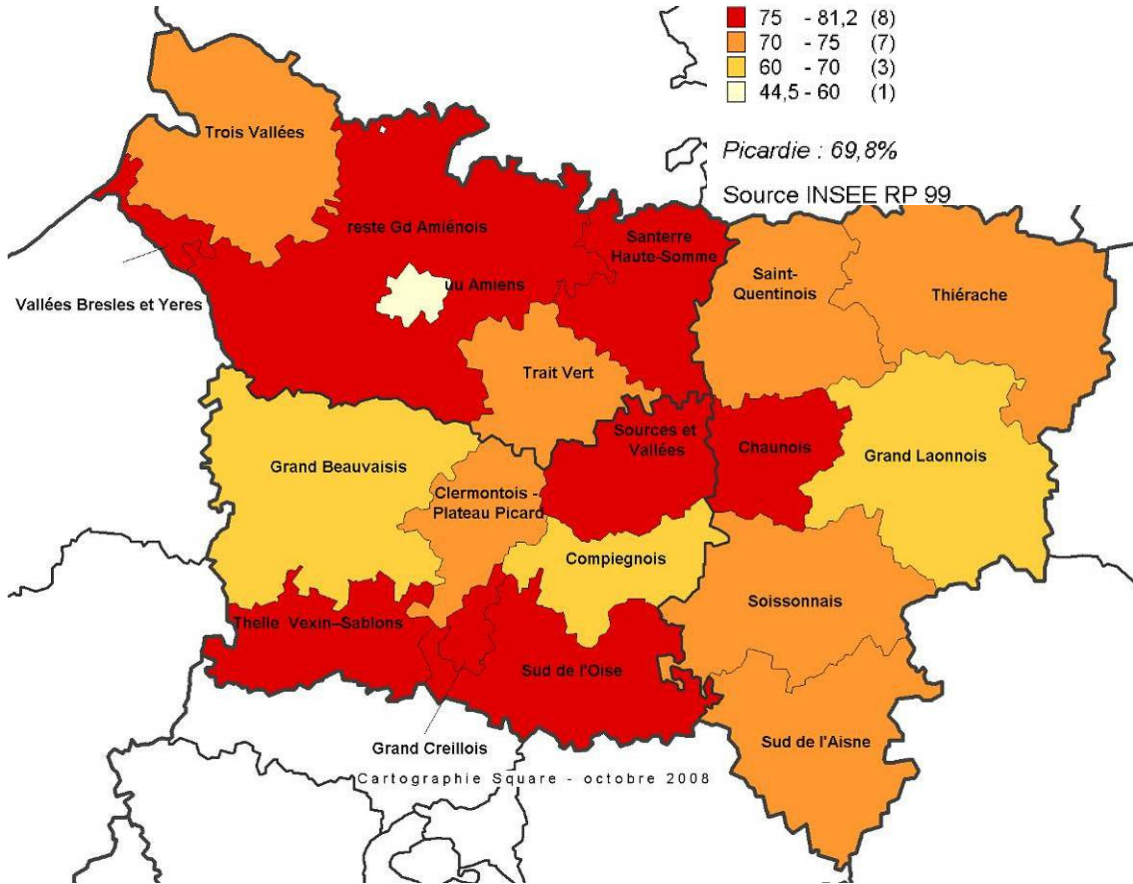 75 - 81,2 (8)
70 - 75 (7)
60 - 70 (3)
44,5 - 60 (1)
Picardie : 69,8%
Source INSEE RP 99
Trois Vallées
reste Gd Amiénois
Santerre
Haute-Somme
Saint-
Quentinois
Thiérache
uu Amiens
Vallées Bresles et Yeres
Trait Vert
Sources et
Vallées
Chaunois
Grand Laonnois
Grand Beauvaisis
Clermontois -
Plateau Picard
Compiegnois
Soissonnais
Thelle Vexin–Sablons
Sud de l'Oise
Sud de l'Aisne
Grand Creillois
Cartographie Square - octobre 2008